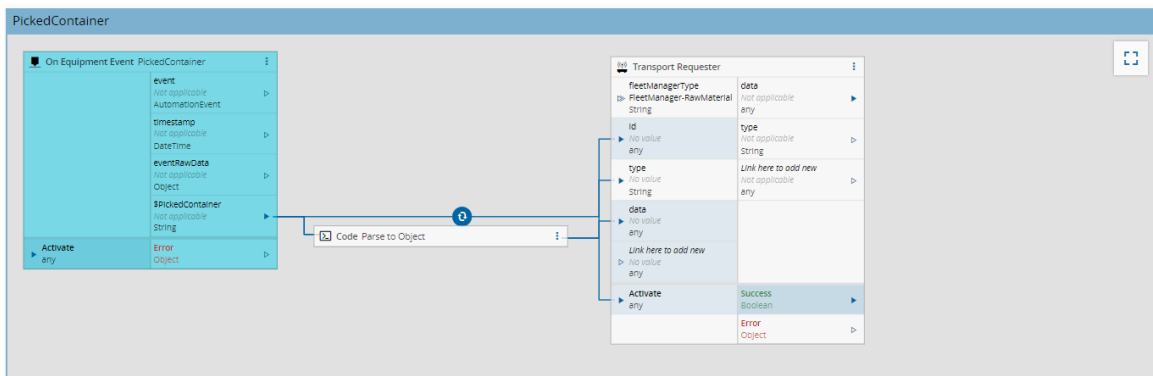 PickedContainer
On Equipment Event PickedContainer
event
Not applicable
AutomationEvent
timestamp
Not applicable
DateTime
eventRawData
Not applicable
Object
$PickedContainer
Not applicable
String
Activate
any
Error
Object
Code Parse to Object
Transport Requester
fleetManagerType
FleetManager-RawMaterial
String
data
Not applicable
any
id
No value
any
type
Not applicable
String
type
No value
String
Link here to add new
Not applicable
any
data
No value
any
Link here to add new
No value
any
Activate
any
Success
Boolean
Error
Object